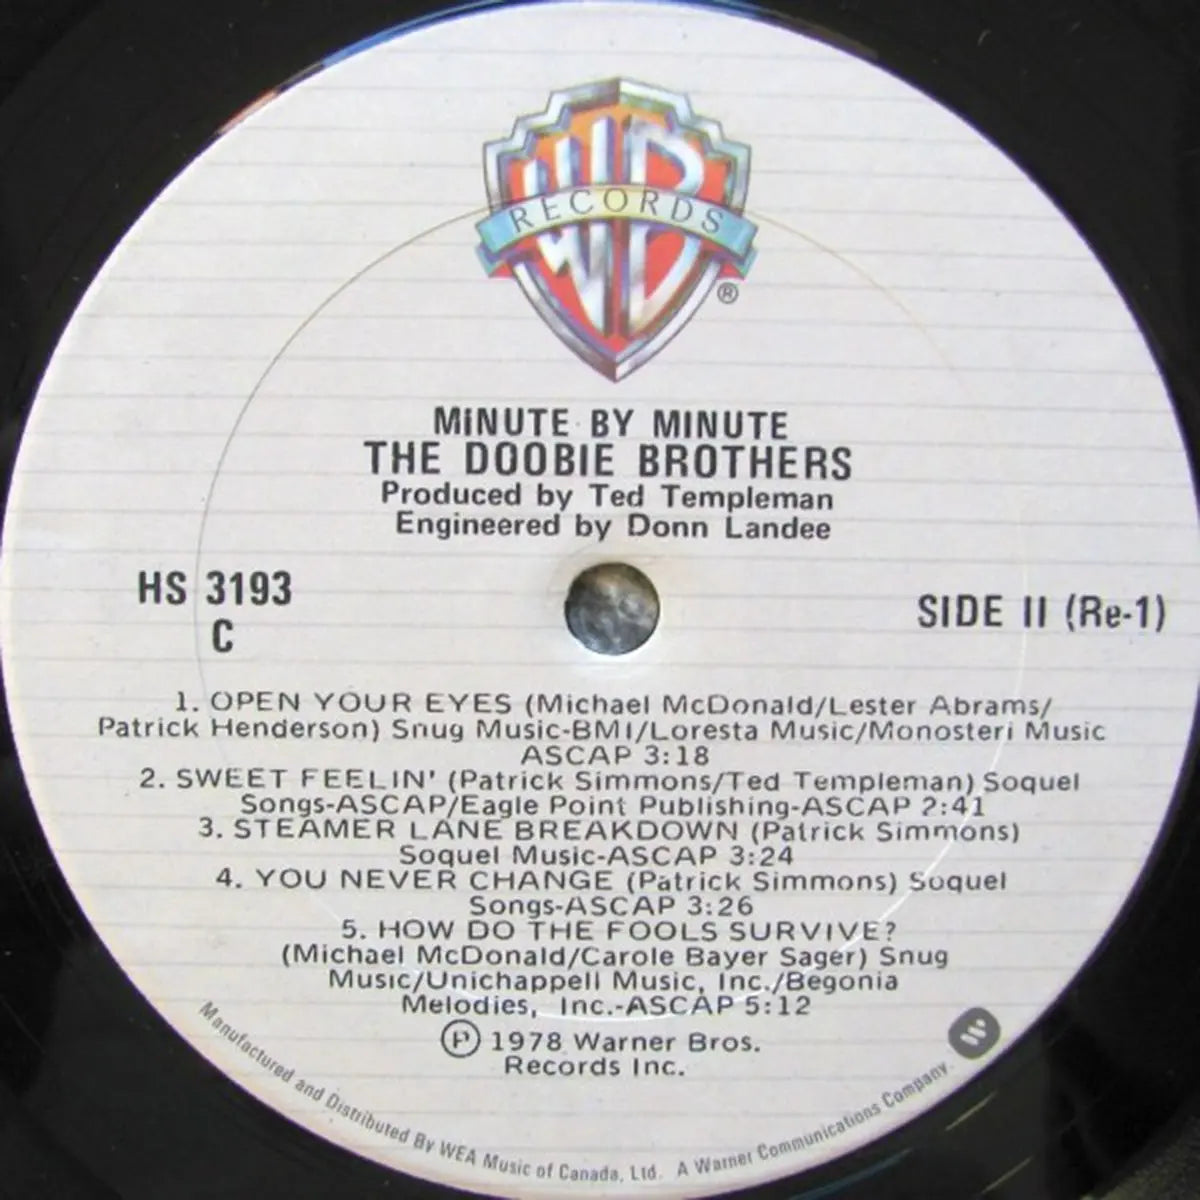 WB
RECORDS
®
MINUTE BY MINUTE
THE DOOBIE BROTHERS
Produced by Ted Templeman
Engineered by Donn Landee
HS 3193
C
SIDE II (Re-1)
1. OPEN YOUR EYES (Michael McDonald/Lester Abrams/
Patrick Henderson) Snug Music-BMI/Loresta Music/Monosteri Music
ASCAP 3:18
2. SWEET FEELIN' (Patrick Simmons/Ted Templeman) Soquel
Songs-ASCAP/Eagle Point Publishing-ASCAP 2:41
3. STEAMER LANE BREAKDOWN (Patrick Simmons)
Soquel Music-ASCAP 3:24
4. YOU NEVER CHANGE (Patrick Simmons) Soquel
Songs-ASCAP 3:26
5. HOW DO THE FOOLS SURVIVE?
(Michael McDonald/Carole Bayer Sager) Snug
Music/Unichappell Music, Inc./Begonia
Melodies, Inc.-ASCAP 5:12
℗ 1978 Warner Bros.
Records Inc.
Manufactured and Distributed By WEA Music of Canada, Ltd. A Warner Communications Company.